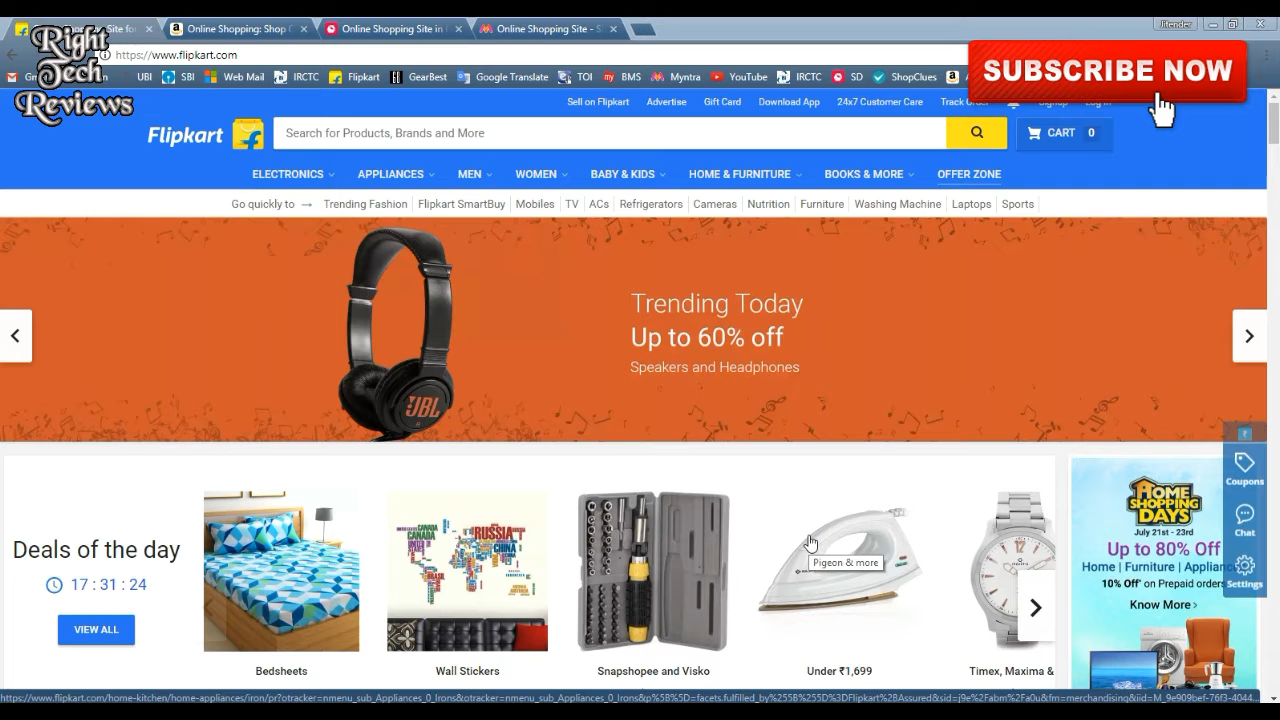 Right
Tech
Reviews
Online Shopping: Shop
Online Shopping Site in
Online Shopping Site -
Jitender
https://www.flipkart.com
UBI
SBI
Web Mail
IRCTC
Flipkart
GearBest
Google Translate
TOI
BMS
Myntra
YouTube
IRCTC
SD
ShopClues
SUBSCRIBE NOW
Sell on Flipkart
Advertise
Gift Card
Download App
24x7 Customer Care
Track Order
Signup
Log In
Flipkart
Search for Products, Brands and More
CART 0
ELECTRONICS
APPLIANCES
MEN
WOMEN
BABY & KIDS
HOME & FURNITURE
BOOKS & MORE
OFFER ZONE
Go quickly to →
Trending Fashion
Flipkart SmartBuy
Mobiles
TV
ACs
Refrigerators
Cameras
Nutrition
Furniture
Washing Machine
Laptops
Sports
Trending Today
Up to 60% off
Speakers and Headphones
JBL
Deals of the day
17 : 31 : 24
VIEW ALL
CANADA
RUSSIA
CHINA
BRASIL
Pigeon & more
Bedsheets
Wall Stickers
Snapshopee and Visko
Under ₹1,699
Timex, Maxima &
HOME
SHOPPING
DAYS
July 21st - 23rd
Up to 80% Off
Home | Furniture | Appliance
10% Off* on Prepaid orders
Know More >
Coupons
Chat
Settings